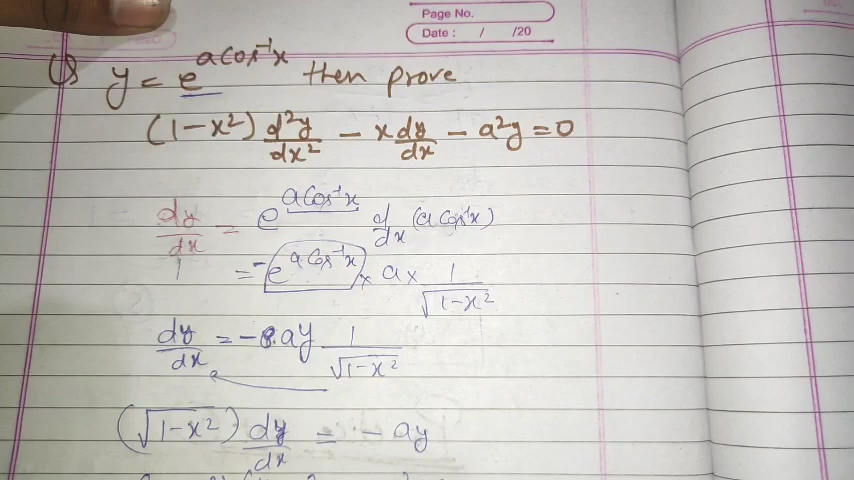 Page No.
Date : / /20
Q y = e^{a cos⁻¹x} then prove
(1-x²) d²y/dx² - x dy/dx - a²y = 0
dy/dx = e^{a cos⁻¹x} d/dx (a cos⁻¹x)
= -e^{a cos⁻¹x} × a × 1/√(1-x²)
dy/dx = - ay 1/√(1-x²)
(√(1-x²)) dy/dx = - ay